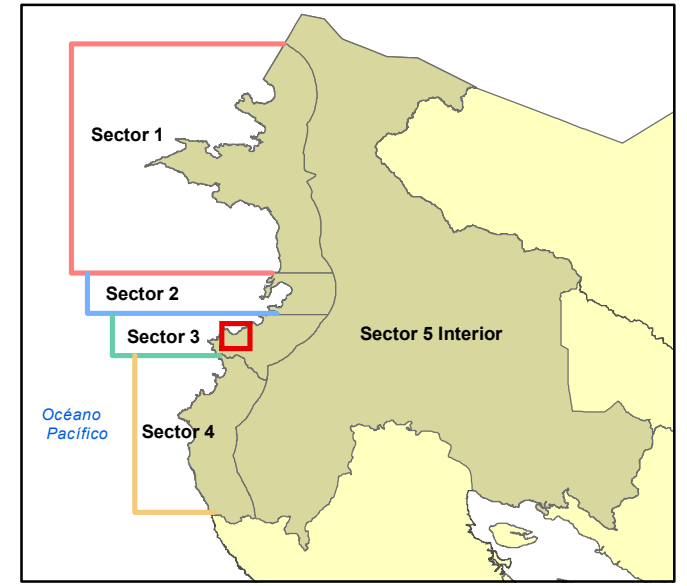 Sector 1
Sector 2
Sector 3
Sector 5 Interior
Océano
Pacífico
Sector 4